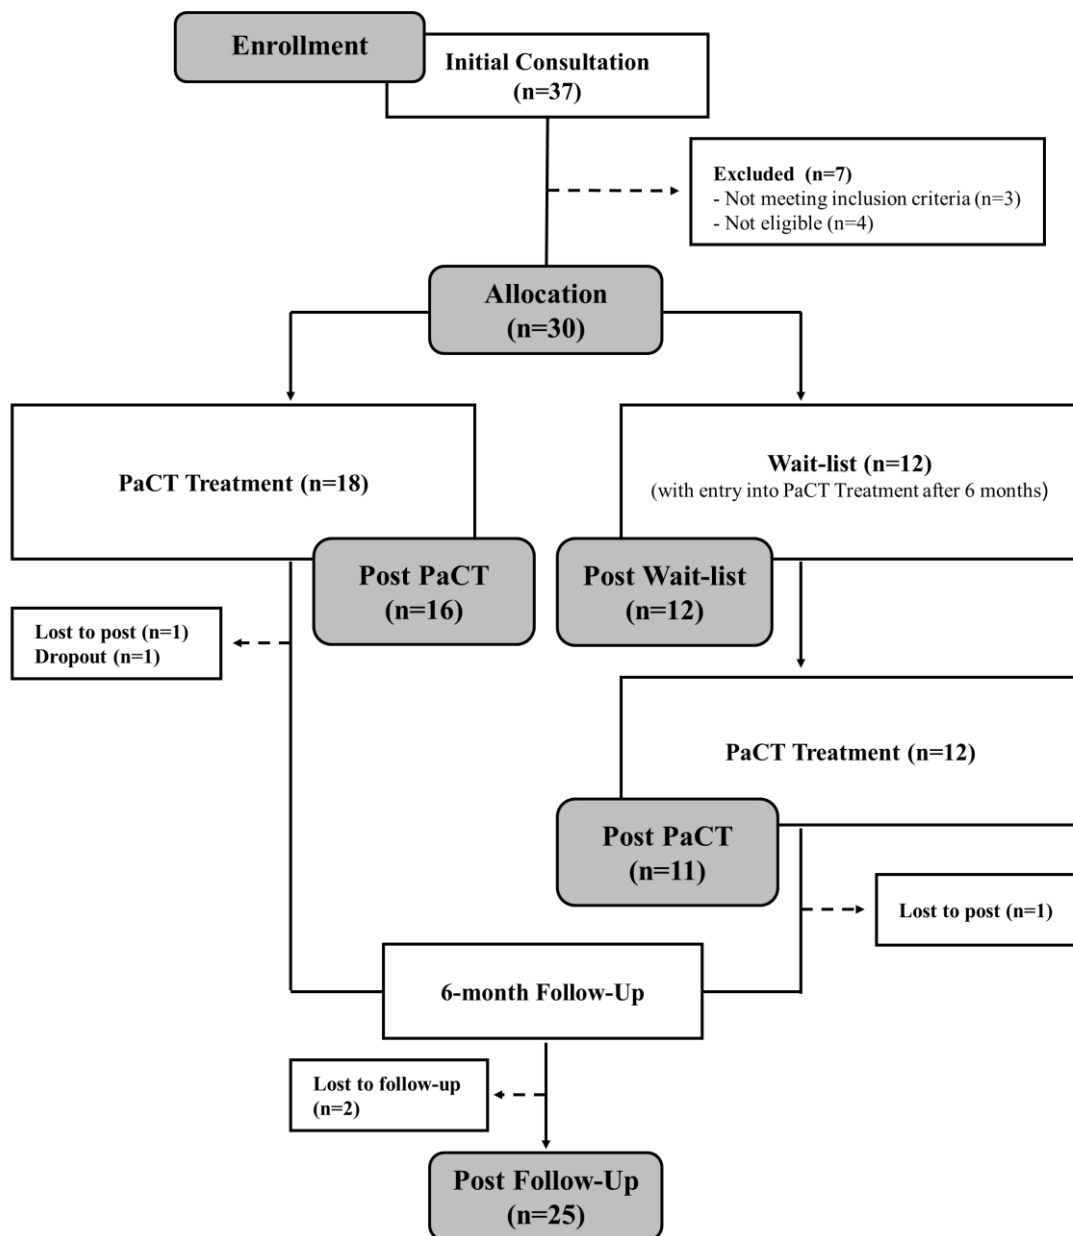 Enrollment
Initial Consultation
(n=37)
Excluded (n=7)
- Not meeting inclusion criteria (n=3)
- Not eligible (n=4)
Allocation
(n=30)
PaCT Treatment (n=18)
Wait-list (n=12)
(with entry into PaCT Treatment after 6 months)
Post PaCT
(n=16)
Post Wait-list
(n=12)
Lost to post (n=1)
Dropout (n=1)
PaCT Treatment (n=12)
Post PaCT
(n=11)
Lost to post (n=1)
6-month Follow-Up
Lost to follow-up
(n=2)
Post Follow-Up
(n=25)